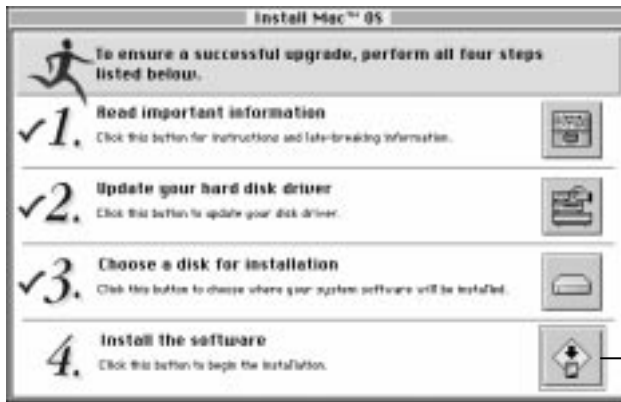 Install Mac™ OS
To ensure a successful upgrade, perform all four steps
listed below.
1. Read important information
Click this button for instructions and late-breaking information.
2. Update your hard disk driver
Click this button to update your disk driver.
3. Choose a disk for installation
Click this button to choose where your system software will be installed.
4. Install the software
Click this button to begin the installation.